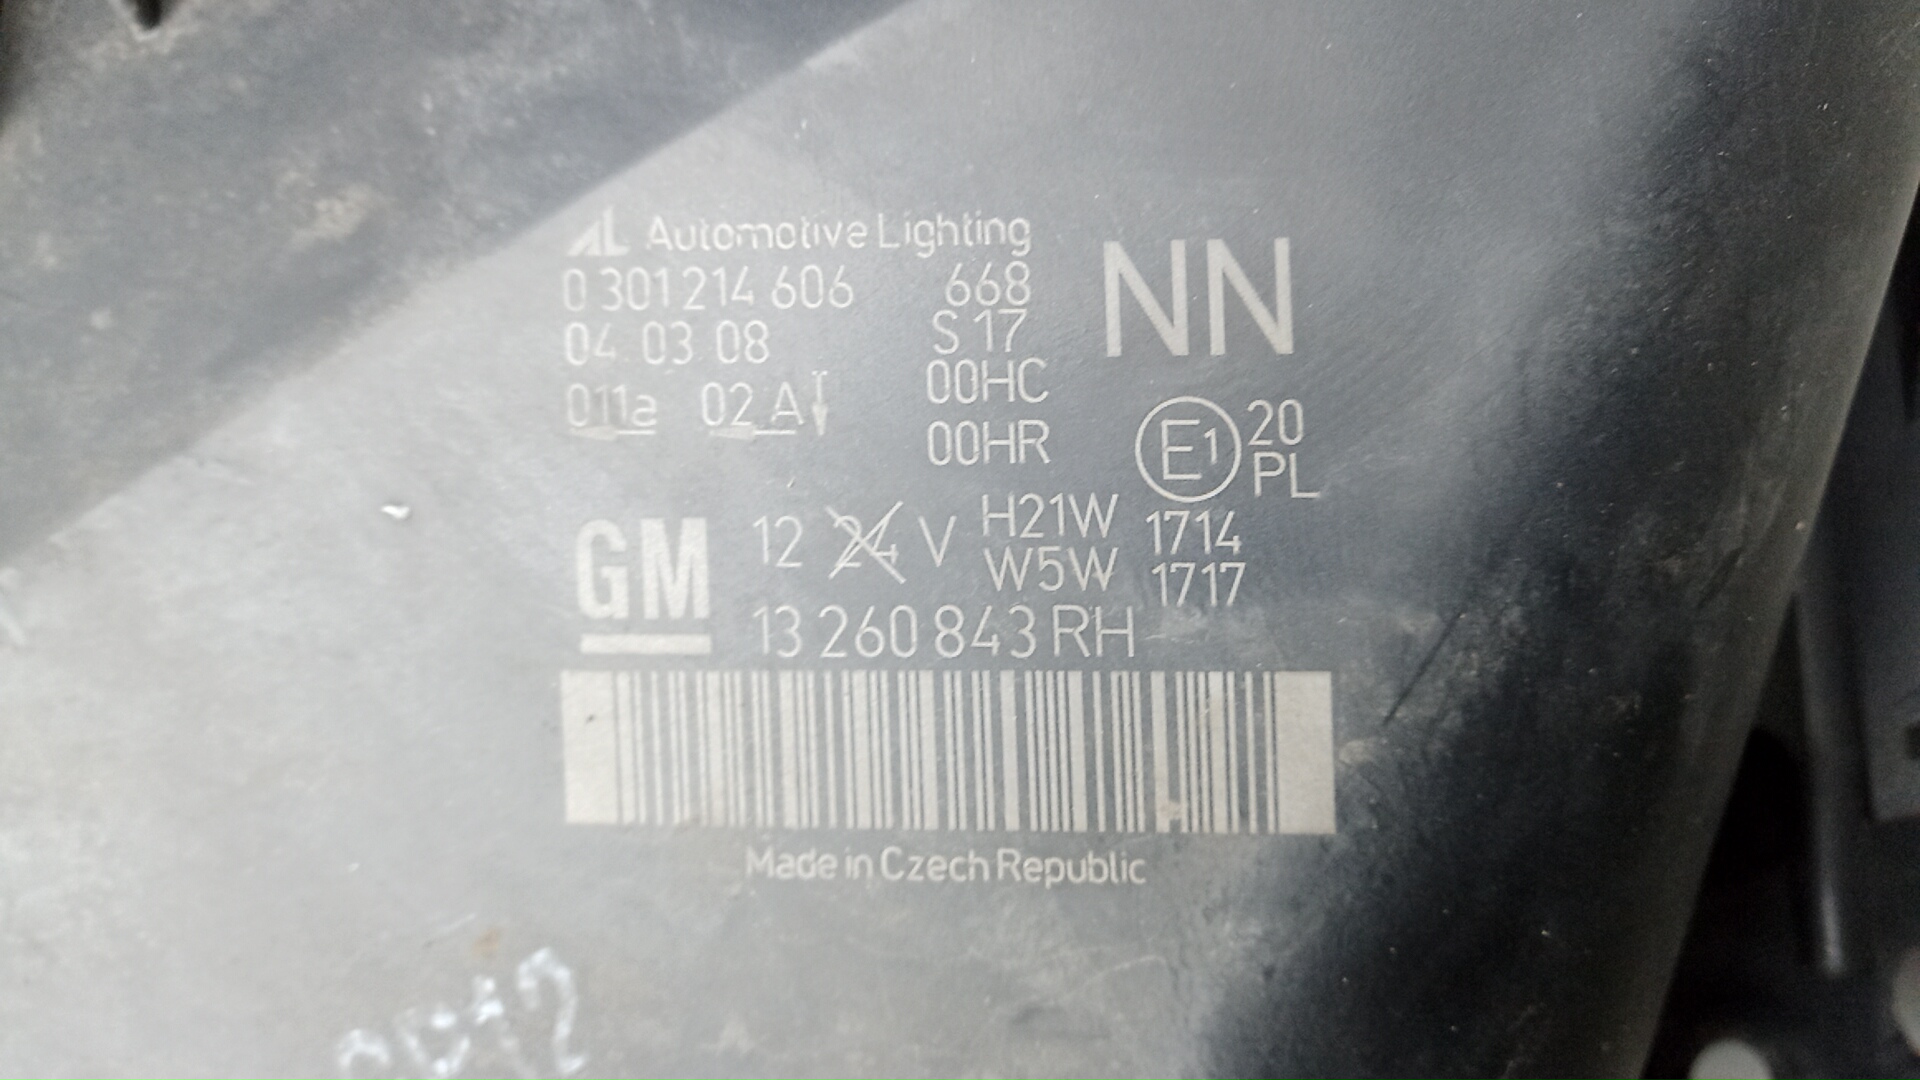 AL Automotive Lighting
0 301 214 606 668
NN
04.03.08 S 17
00HC
011a 02 A
00HR
E1 20
PL
GM
12 24 V H21W 1714
W5W 1717
13 260 843 RH
Made in Czech Republic